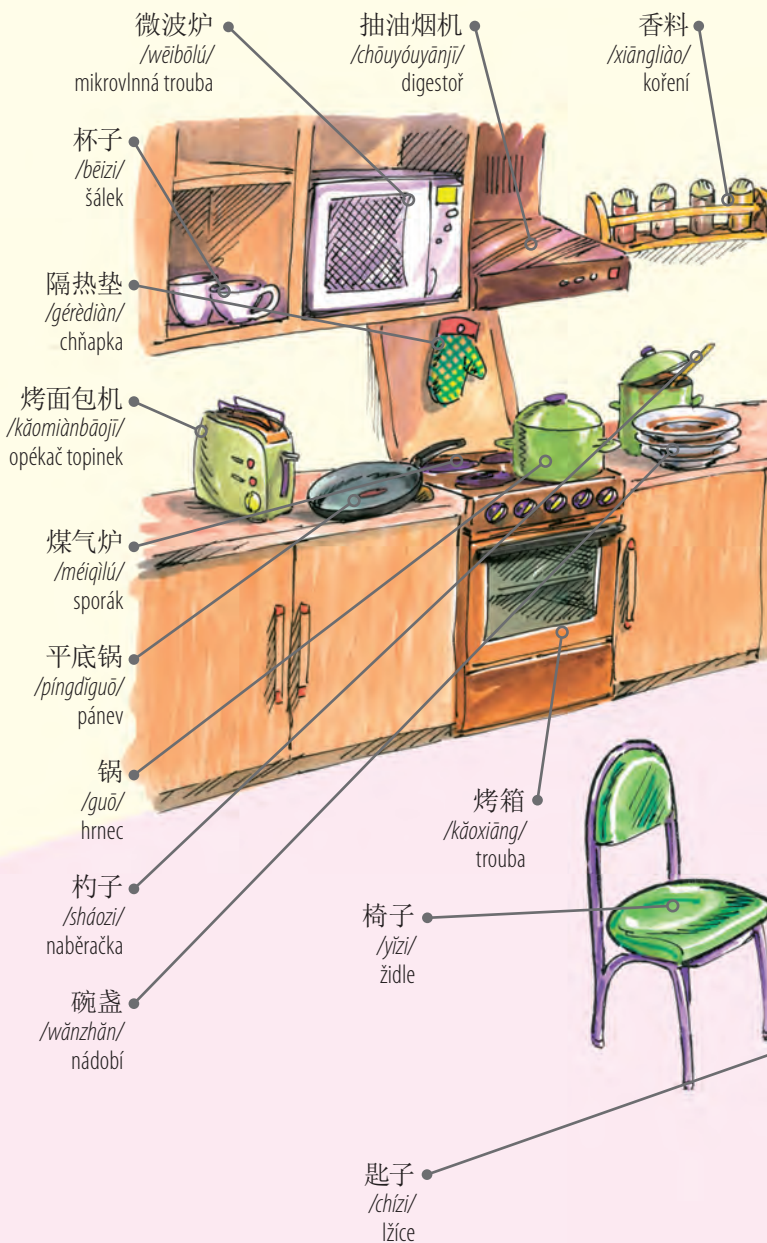 微波炉
/wēibōlú/
mikrovlnná trouba
抽油烟机
/chōuyóuyānjī/
digestoř
香料
/xiāngliào/
koření
杯子
/bēizi/
šálek
隔热垫
/gérèdiàn/
chňapka
烤面包机
/kǎomiànbāojī/
opékač topinek
煤气炉
/méiqìlú/
sporák
平底锅
/píngdǐguō/
pánev
锅
/guō/
hrnec
烤箱
/kǎoxiāng/
trouba
杓子
/sháozi/
naběračka
椅子
/yǐzi/
židle
碗盏
/wǎnzhǎn/
nádobí
匙子
/chízi/
lžíce